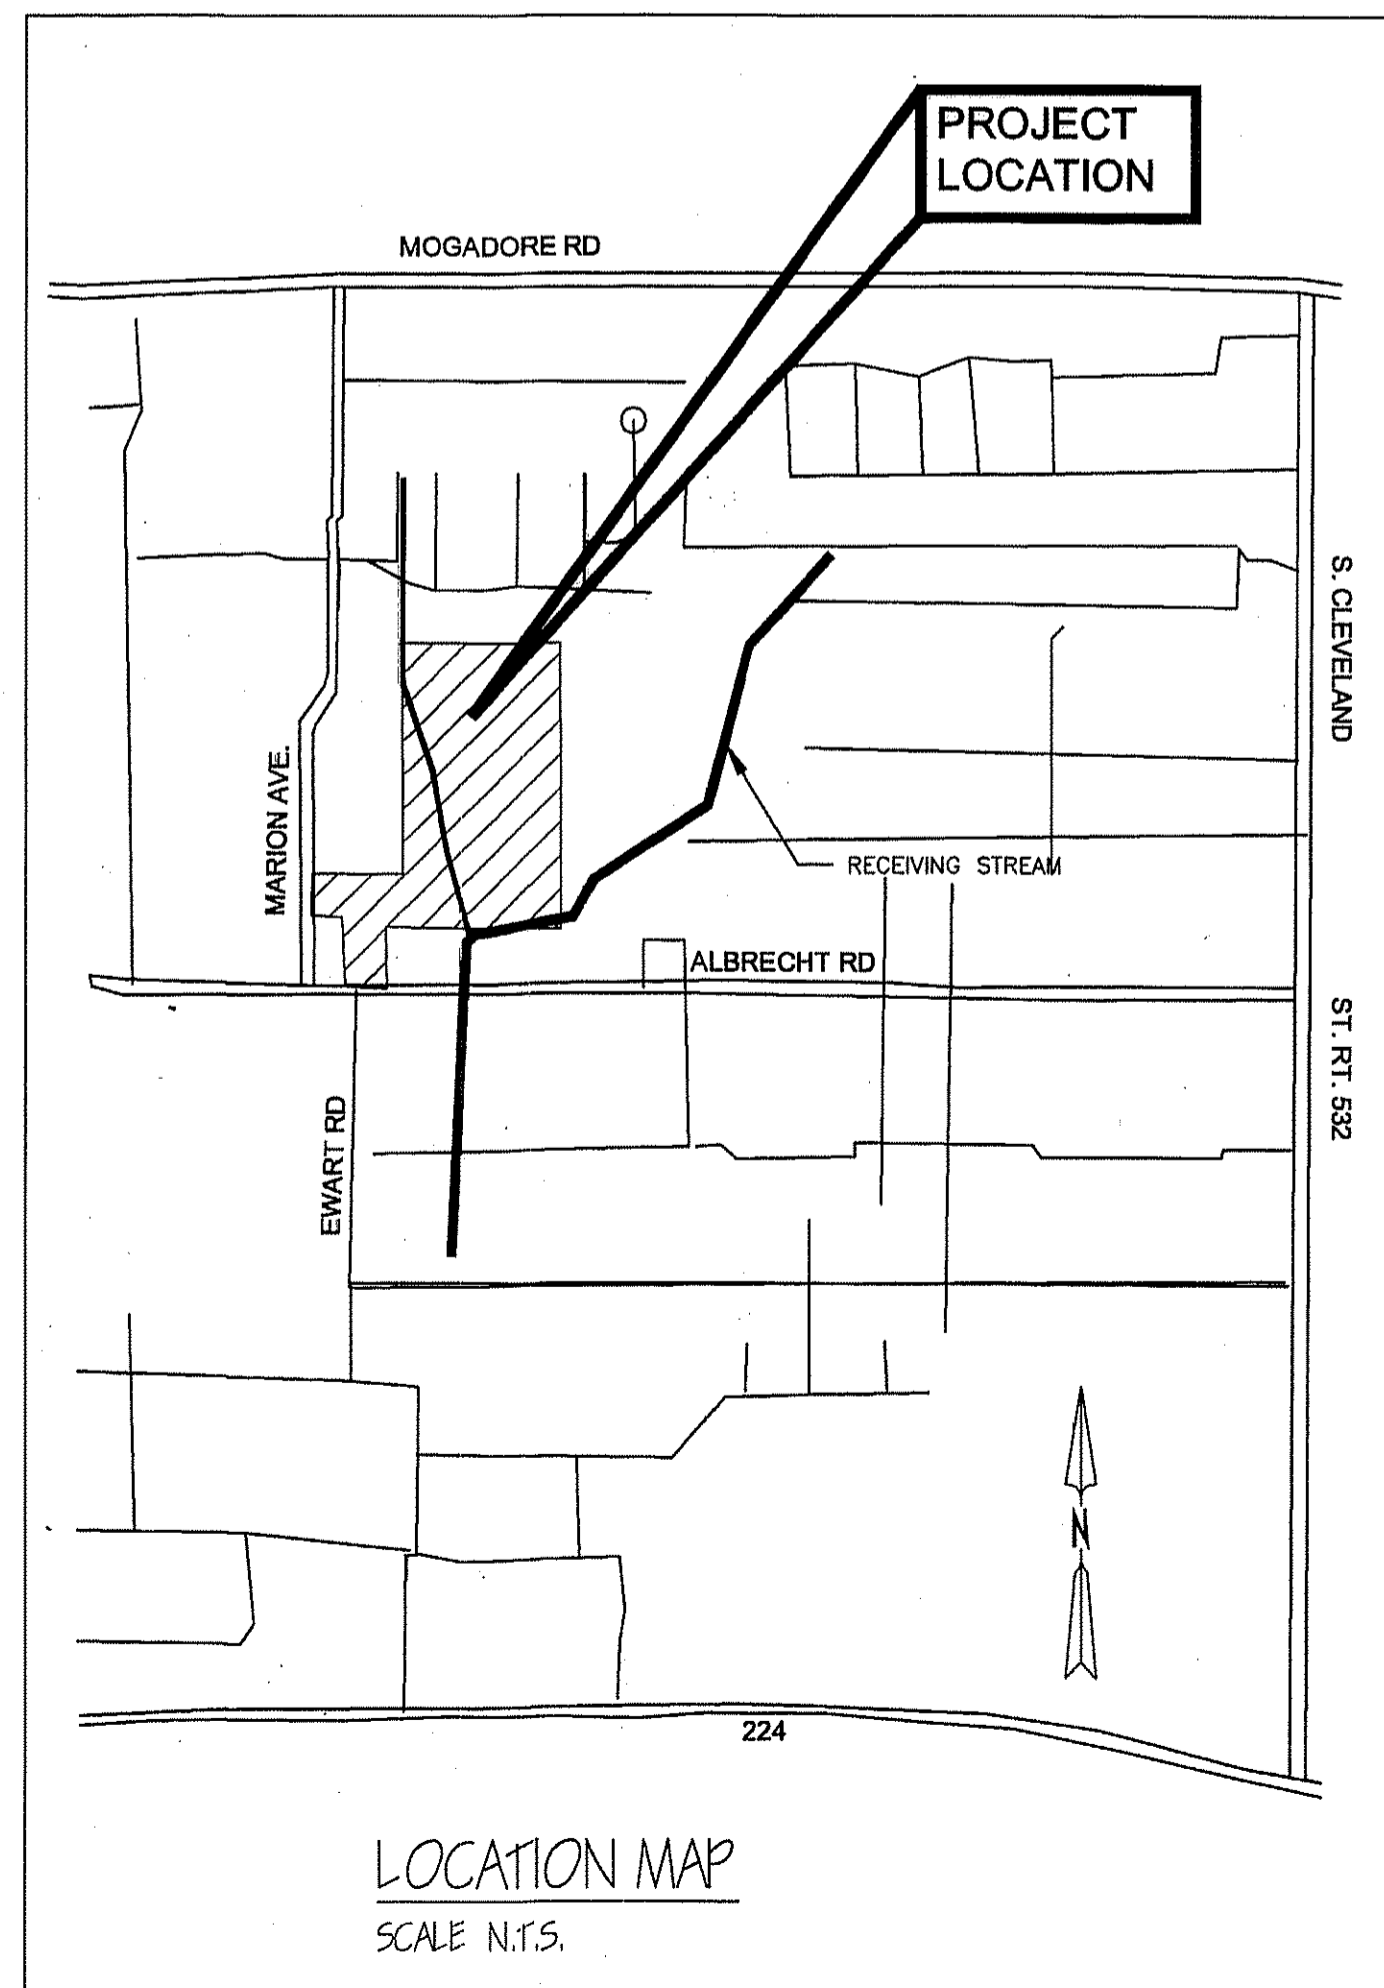 PROJECT
LOCATION
MOGADORE RD
S. CLEVELAND
MARION AVE.
RECEIVING STREAM
ALBRECHT RD
ST. RT. 532
EWART RD
N
224
LOCATION MAP
SCALE N.T.S.